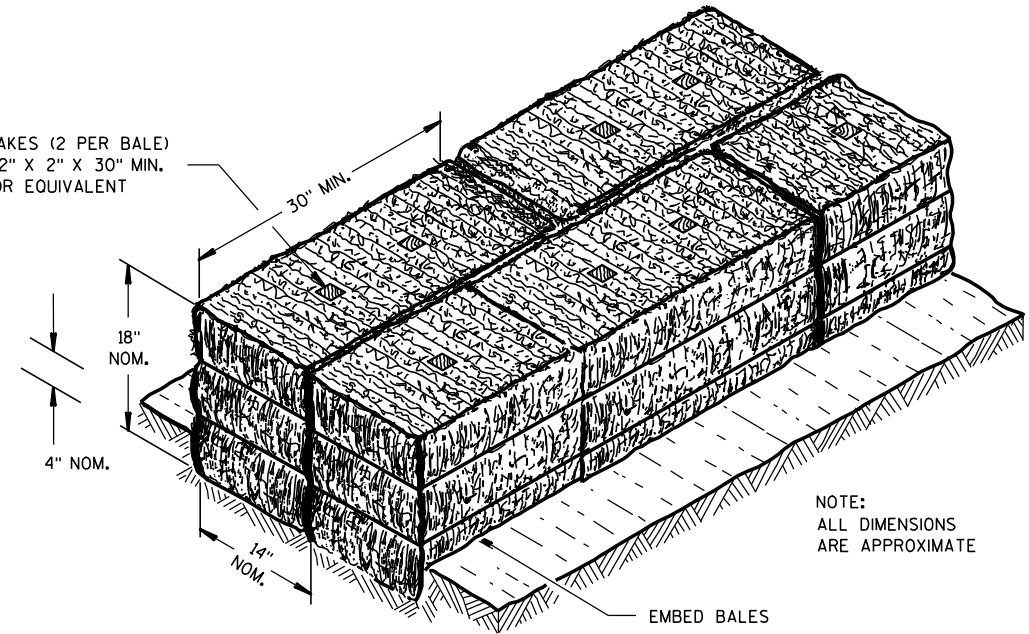 AKES (2 PER BALE)
2" X 2" X 30" MIN.
OR EQUIVALENT
30" MIN.
18"
NOM.
4" NOM.
14"
NOM.
NOTE:
ALL DIMENSIONS
ARE APPROXIMATE
EMBED BALES